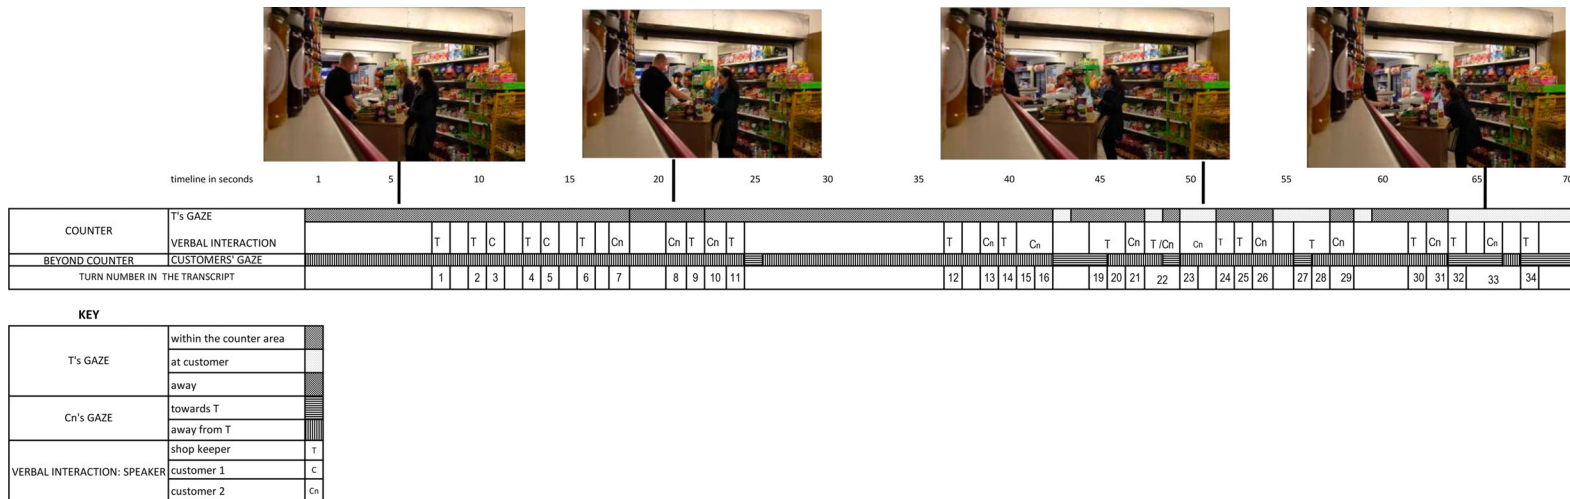 timeline in seconds 1 5 10 15 20 25 30 35 40 45 50 55 60 65 70
COUNTER
T's GAZE
VERBAL INTERACTION T T C T C T Cn Cn T Cn T T Cn T Cn T Cn T /Cn Cn T T Cn T Cn T Cn T Cn T
BEYOND COUNTER CUSTOMERS' GAZE
TURN NUMBER IN THE TRANSCRIPT 1 2 3 4 5 6 7 8 9 10 11 12 13 14 15 16 19 20 21 22 23 24 25 26 27 28 29 30 31 32 33 34
KEY
T's GAZE
within the counter area
at customer
away
Cn's GAZE
towards T
away from T
VERBAL INTERACTION: SPEAKER
shop keeper T
customer 1 C
customer 2 Cn